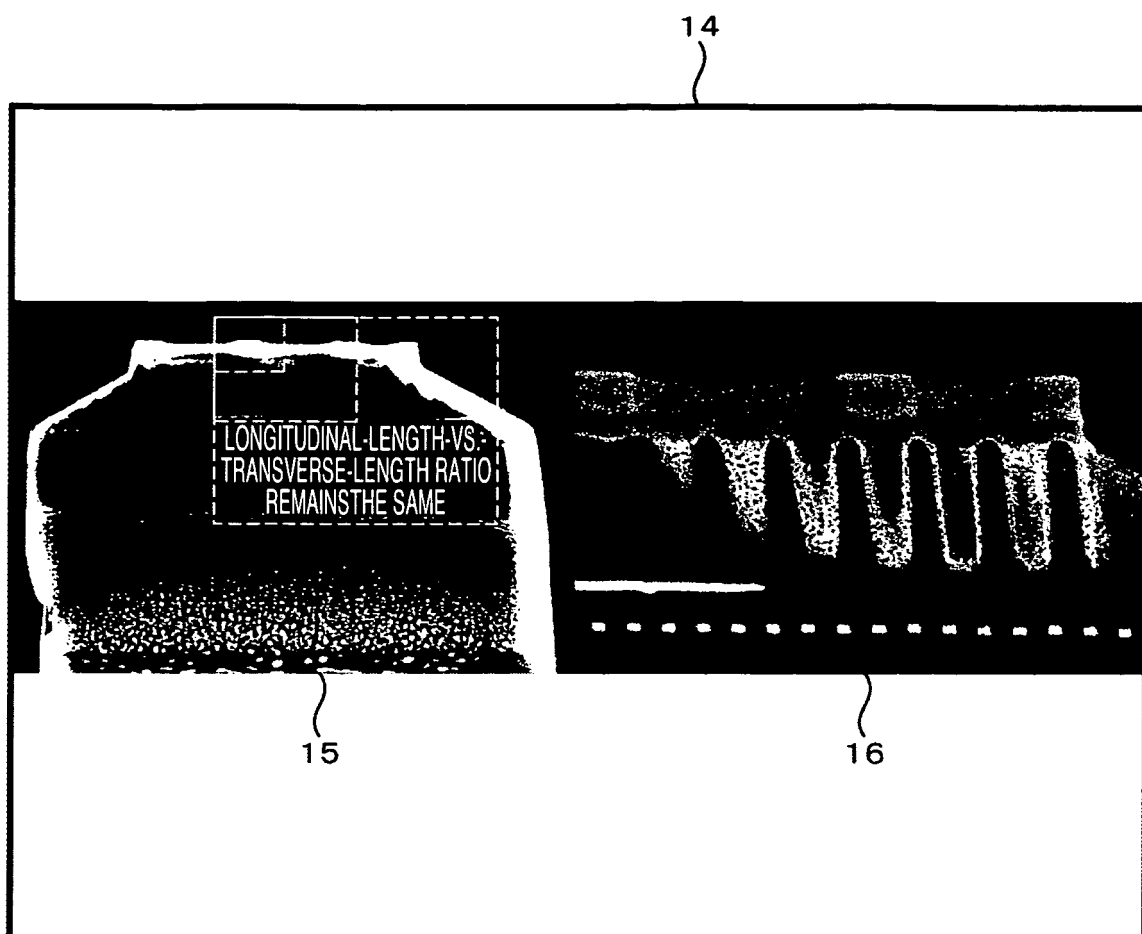 14
LONGITUDINAL-LENGTH-VS.-
TRANSVERSE-LENGTH RATIO
REMAINSTHE SAME
15
16